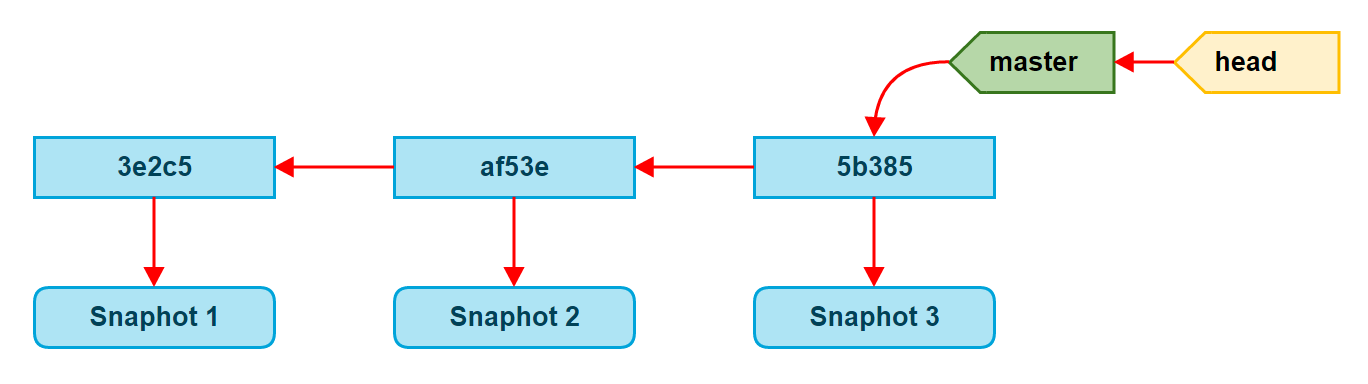 master
head
3e2c5
af53e
5b385
Snaphot 1
Snaphot 2
Snaphot 3